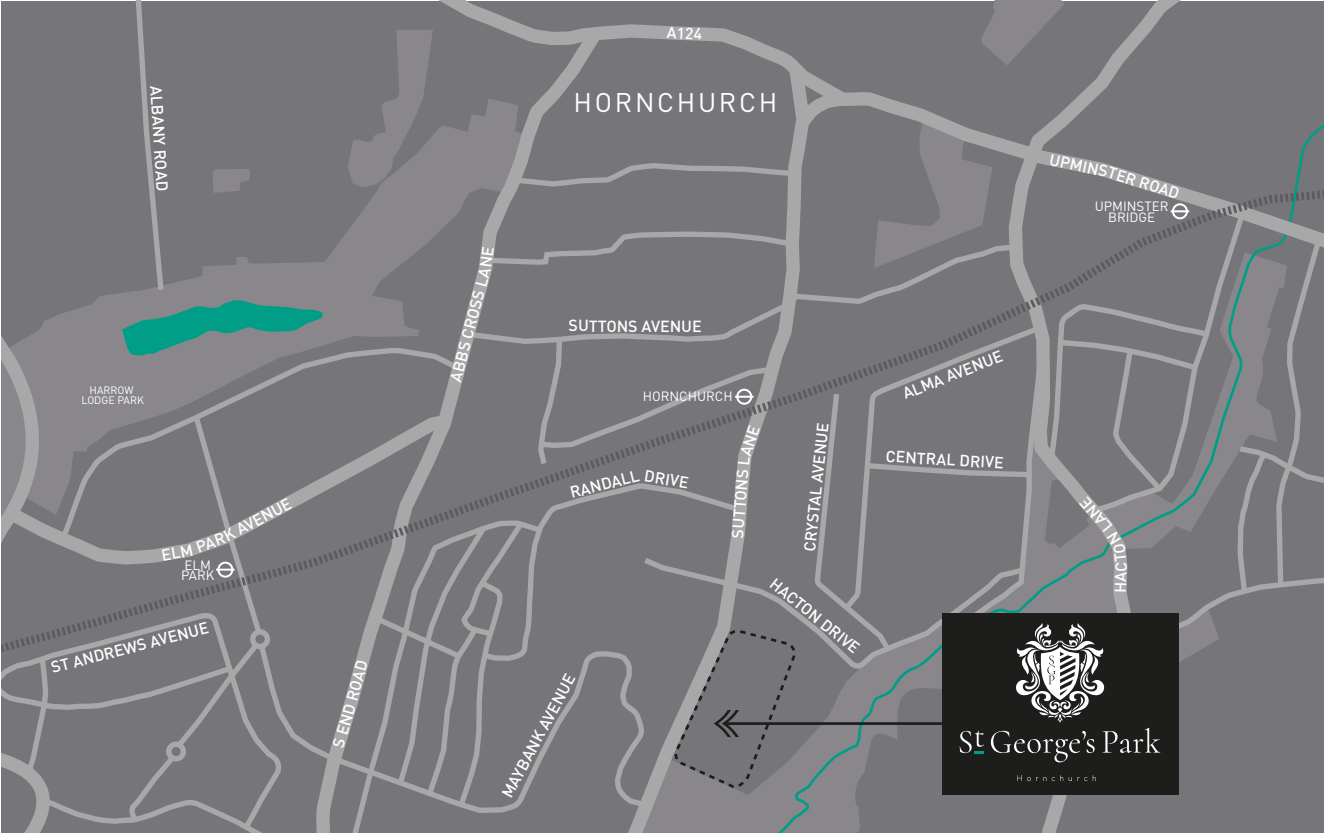 A124
HORNCHURCH
ALBANY ROAD
UPMINSTER ROAD
UPMINSTER
BRIDGE
ABBS CROSS LANE
SUTTONS AVENUE
HARROW
LODGE PARK
HORNCHURCH
ALMA AVENUE
SUTTONS LANE
CRYSTAL AVENUE
CENTRAL DRIVE
RANDALL DRIVE
ELM PARK AVENUE
ELM
PARK
HACTON LANE
HACTON
HACTON DRIVE
ST ANDREWS AVENUE
S END ROAD
MAYBANK AVENUE
SGP
St George's Park
Hornchurch